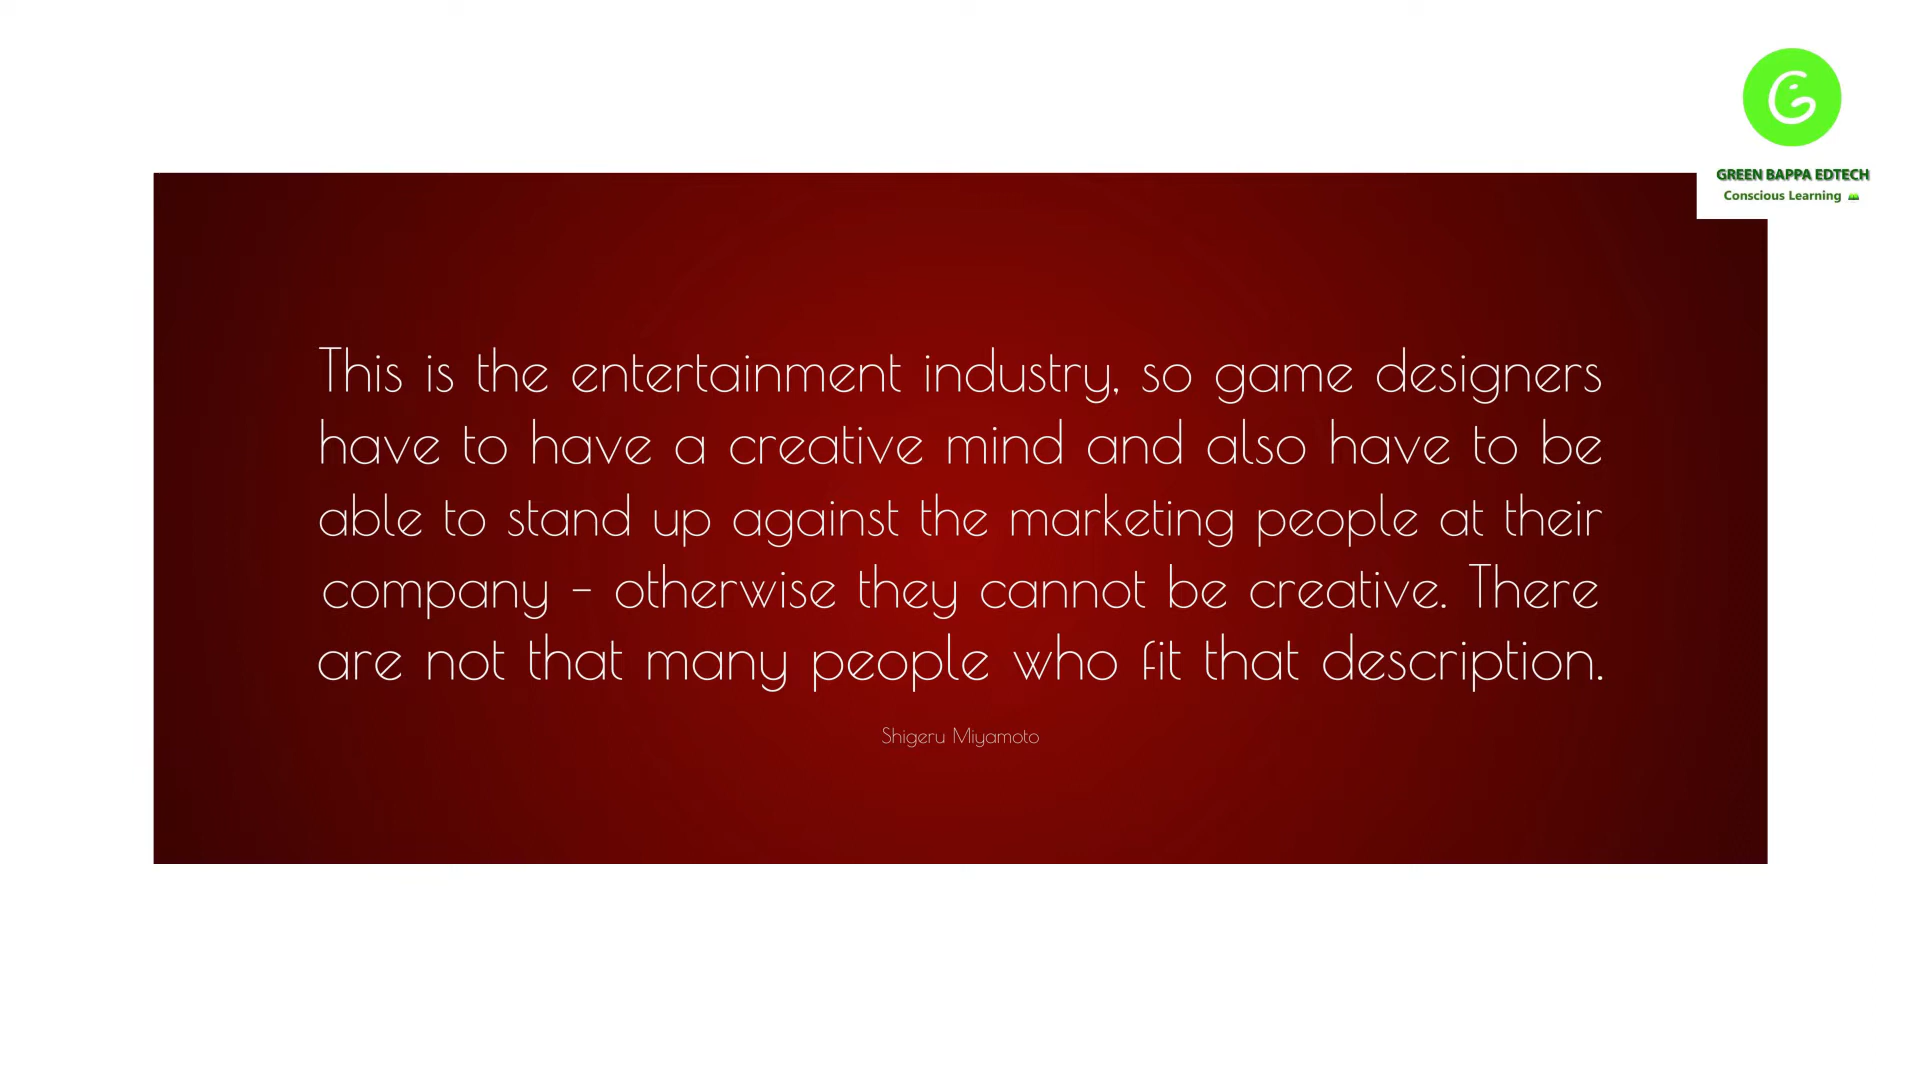 GREEN BAPPA EDTECH
Conscious Learning
This is the entertainment industry, so game designers
have to have a creative mind and also have to be
able to stand up against the marketing people at their
company – otherwise they cannot be creative. There
are not that many people who fit that description.
Shigeru Miyamoto